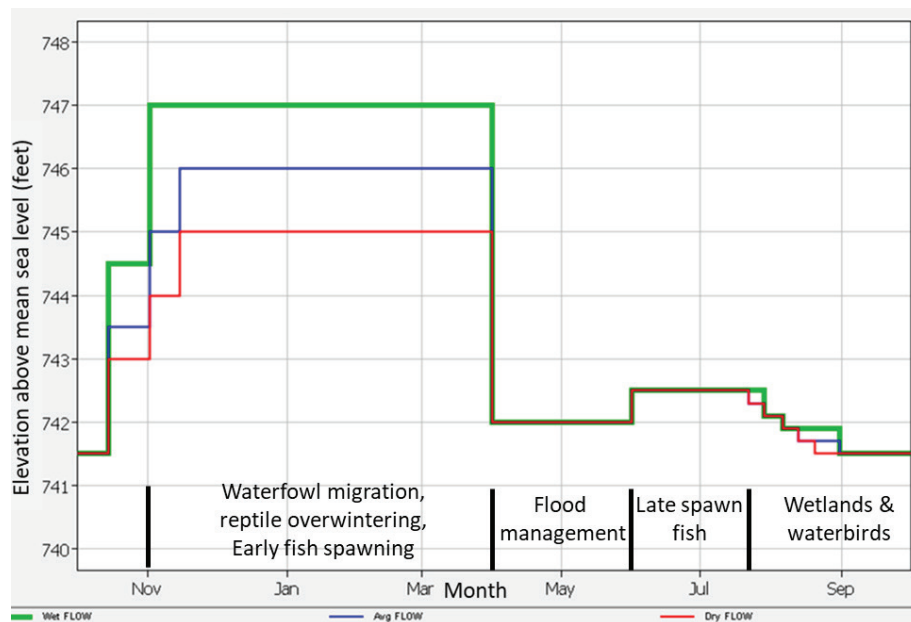 748
747
746
745
744
743
742
741
740
Elevation above mean sea level (feet)
Waterfowl migration,
reptile overwintering,
Early fish spawning
Flood
management
Late spawn
fish
Wetlands &
waterbirds
Nov
Jan
Mar
Month
May
Jul
Sep
Wet FLOW
Avg FLOW
Dry FLOW